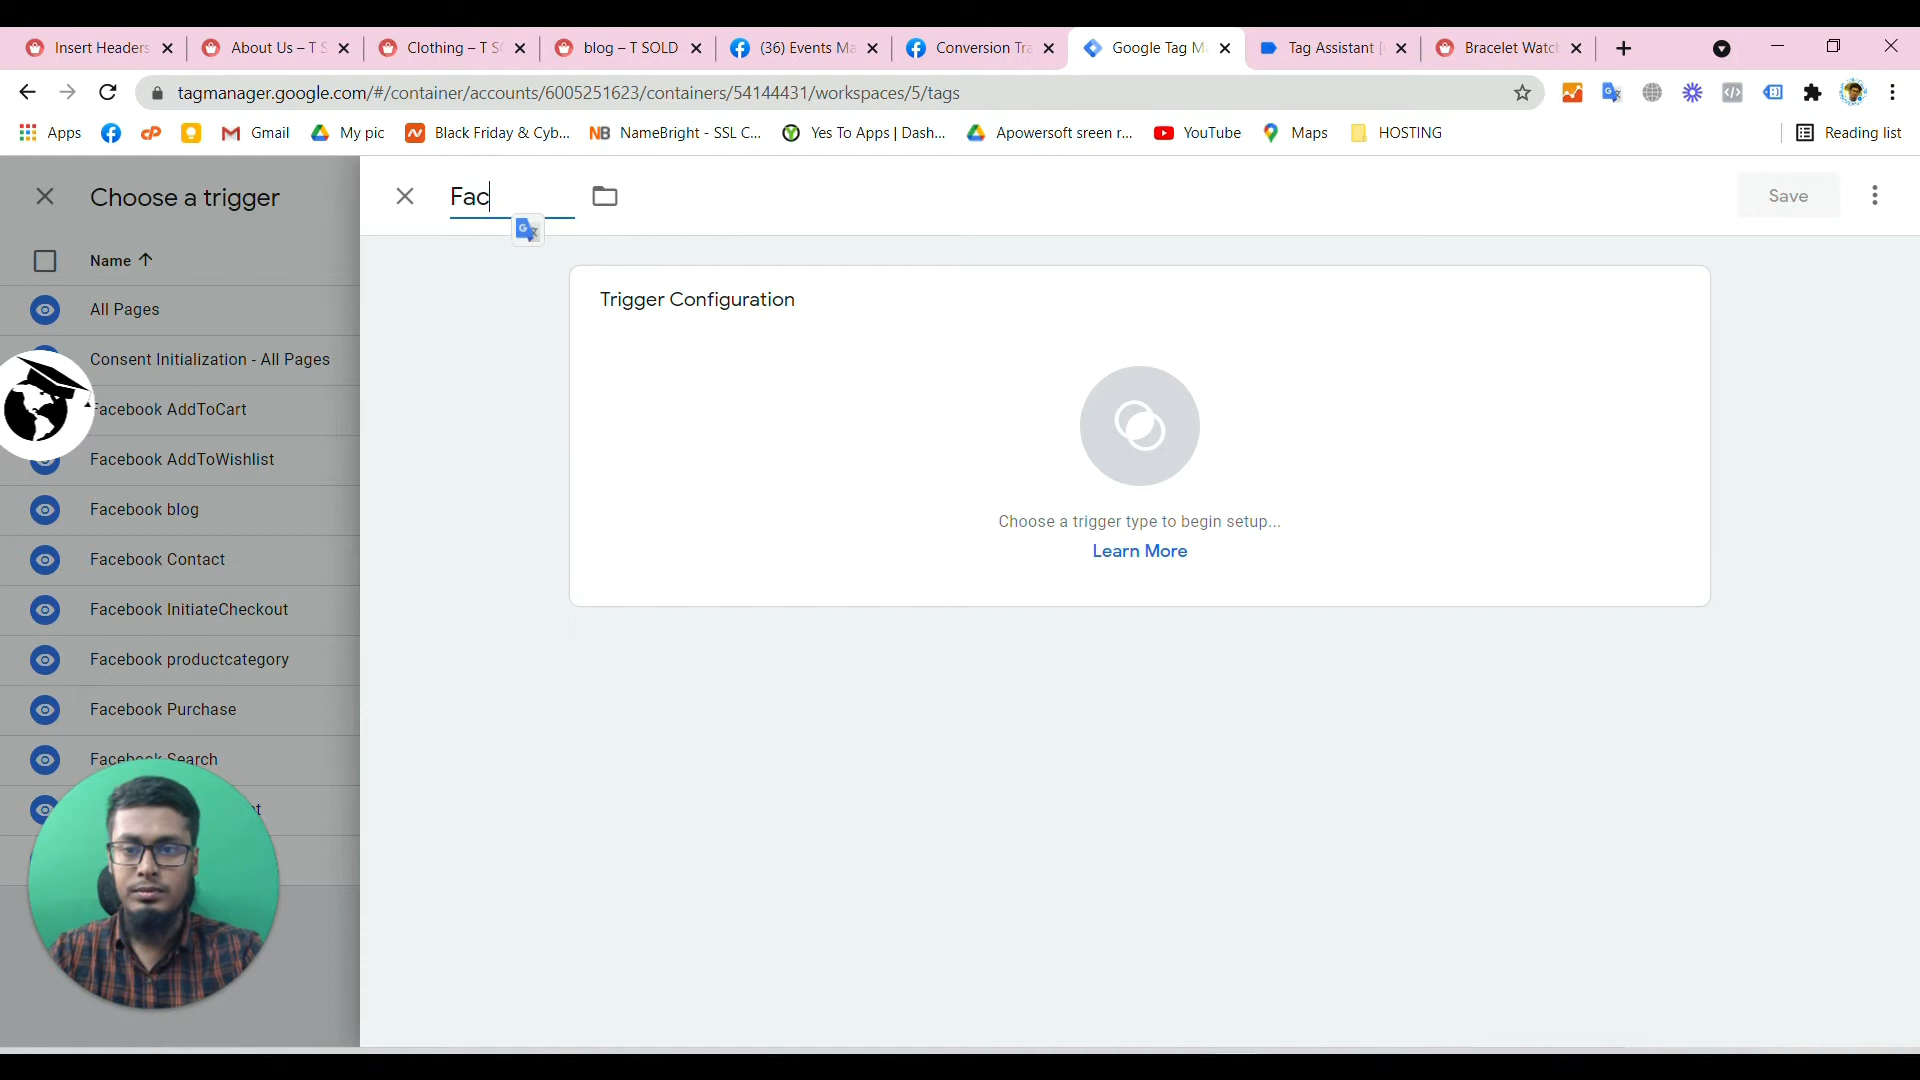 Insert Headers
About Us – T S
Clothing – T S
blog – T SOLD
(36) Events Ma
Conversion Tra
Google Tag M
Tag Assistant [
Bracelet Watc
tagmanager.google.com/#/container/accounts/6005251623/containers/54144431/workspaces/5/tags
Apps
Gmail
My pic
Black Friday & Cyb...
NB NameBright - SSL C...
Yes To Apps | Dash...
Apowersoft sreen r...
YouTube
Maps
HOSTING
Reading list
Choose a trigger
Fac
Save
Name
All Pages
Consent Initialization - All Pages
Facebook AddToCart
Facebook AddToWishlist
Facebook blog
Facebook Contact
Facebook InitiateCheckout
Facebook productcategory
Facebook Purchase
Facebook Search
Trigger Configuration
Choose a trigger type to begin setup...
Learn More